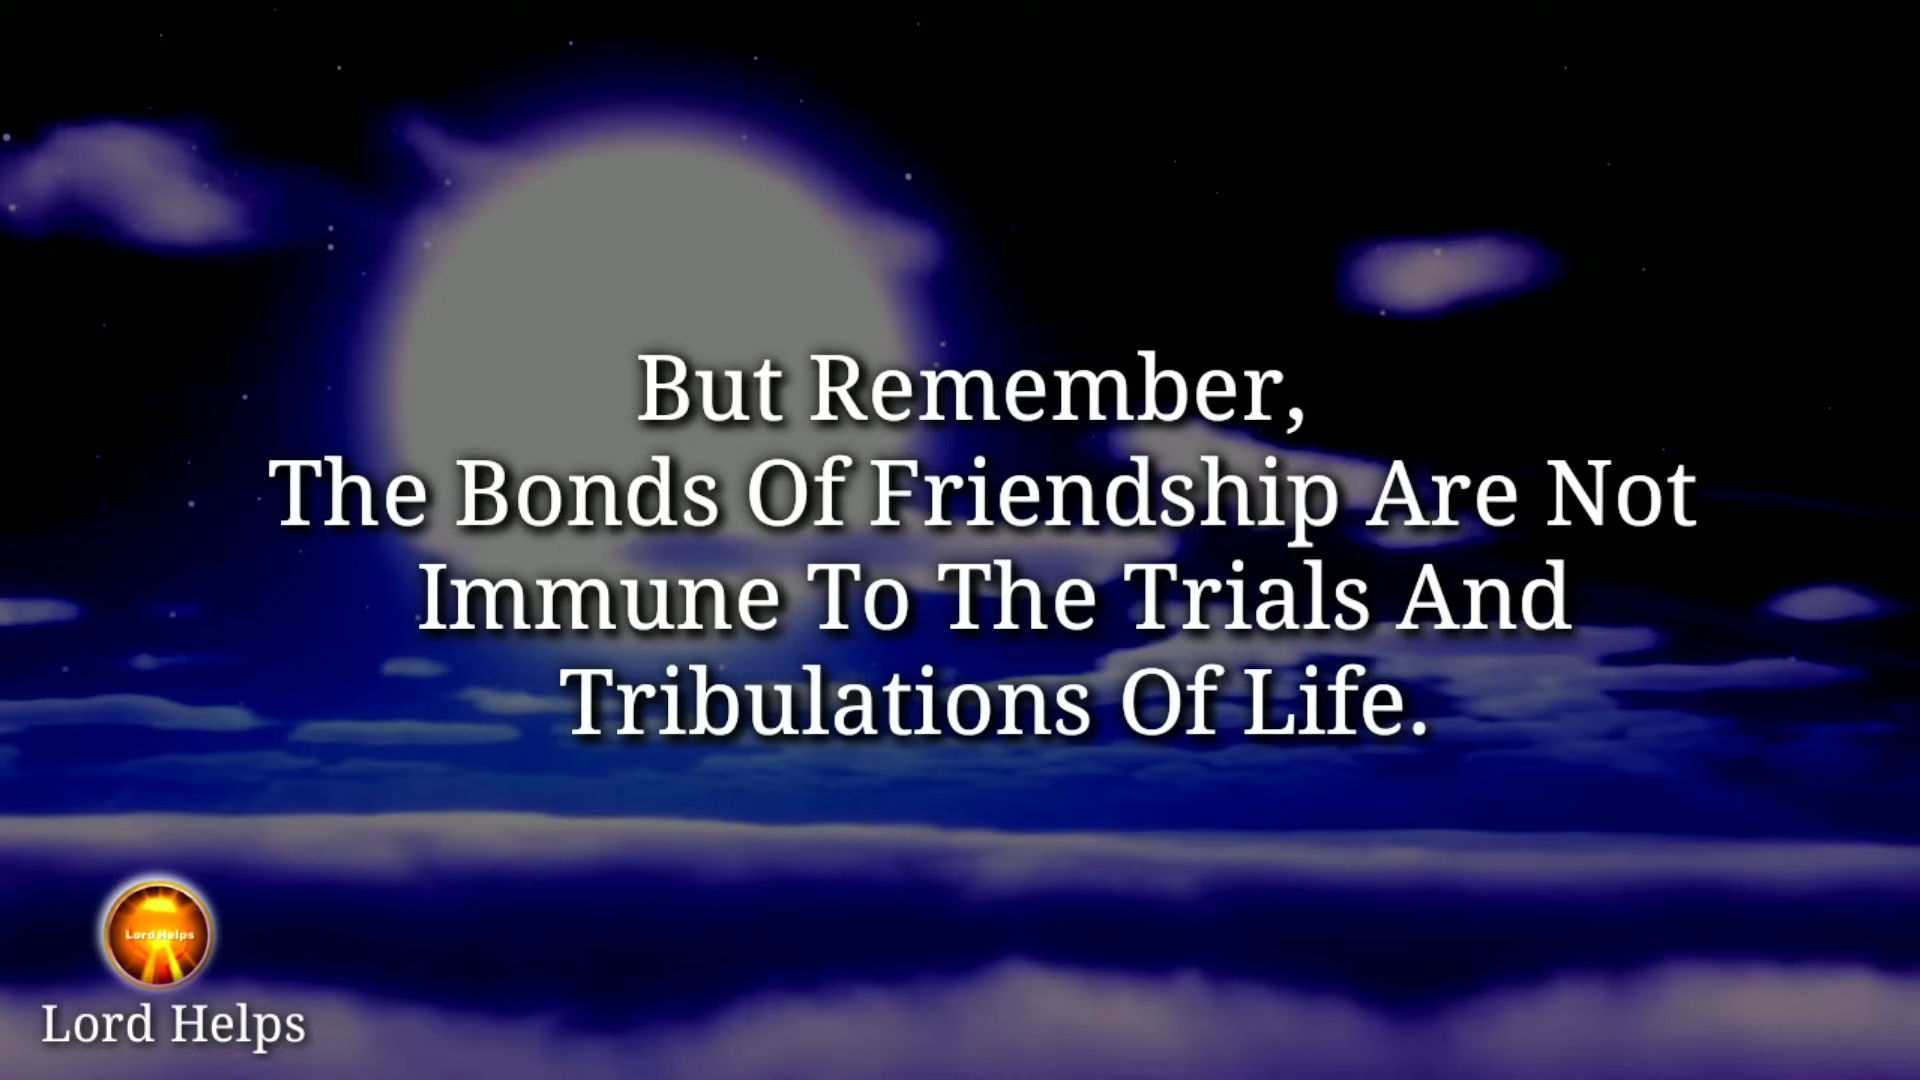 But Remember,
The Bonds Of Friendship Are Not
Immune To The Trials And
Tribulations Of Life.
Lord Helps
Lord Helps